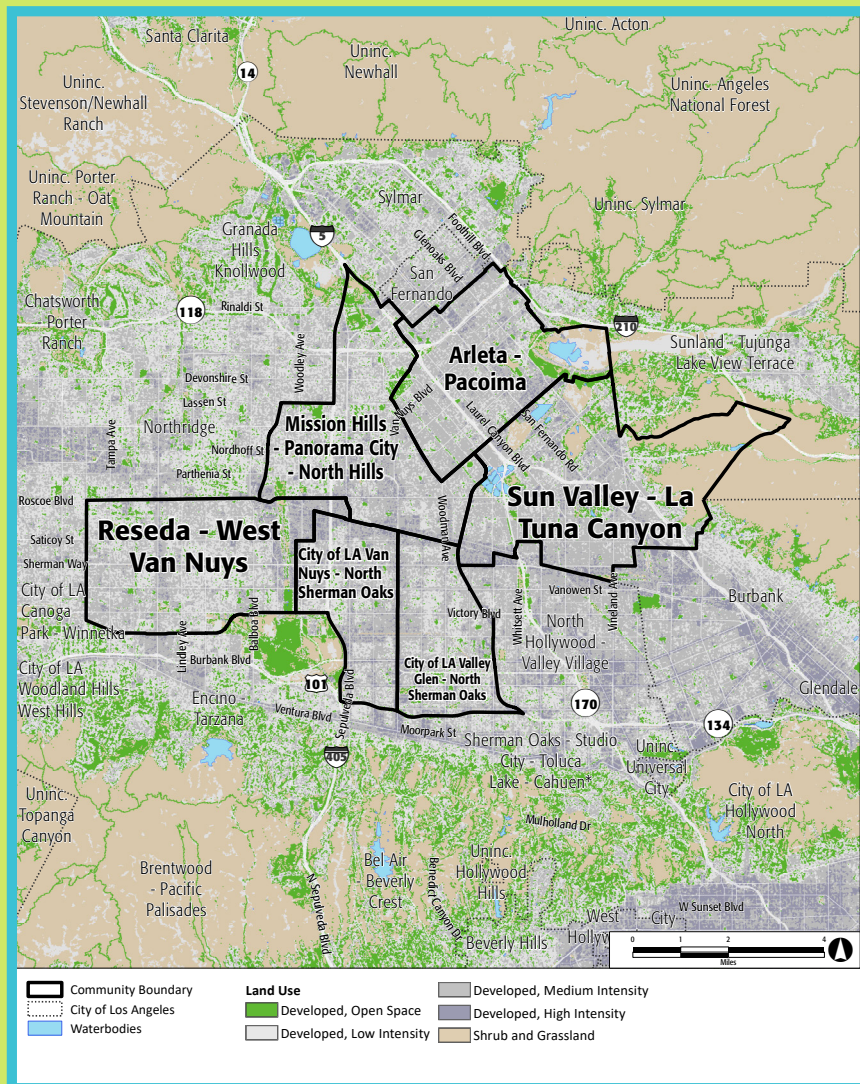 Santa Clarita
Uninc. Acton
14
Uninc.
Newhall
Uninc.
Stevenson/Newhall
Ranch
Uninc. Angeles
National Forest
Uninc. Porter
Ranch - Oat
Mountain
Sylmar
Uninc. Sylmar
Granada
Hills
Knollwood
5
Foothill Blvd
Glenoaks Blvd
San
Fernando
Chatsworth
Porter
Ranch
118
Rinaldi St
210
Sunland - Tujunga
Lake View Terrace
Woodley Ave
Arleta -
Pacoima
Devonshire St
Lassen St
Van Nuys Blvd
Laurel Canyon Blvd
San Fernando Rd
Tampa Ave
Northridge
Mission Hills
- Panorama City
- North Hills
Nordhoff St
Parthenia St
Roscoe Blvd
Woodman Ave
Sun Valley - La
Tuna Canyon
Reseda - West
Van Nuys
Saticoy St
Sherman Way
City of LA Van
Nuys - North
Sherman Oaks
City of LA
Canoga
Park - Winnetka
Lindley Ave
Balboa Blvd
Victory Blvd
Whitsett Ave
Vanowen St
Vineland Ave
Burbank
North
Hollywood -
Valley Village
Burbank Blvd
City of LA
Woodland Hills
West Hills
101
Sepulveda Blvd
City of LA Valley
Glen - North
Sherman Oaks
Encino -
Tarzana
Ventura Blvd
Moorpark St
170
134
Glendale
405
Sherman Oaks - Studio
City - Toluca
Lake - Cahuen*
Uninc.
Universal
City
Uninc.
Topanga
Canyon
City of LA
Hollywood
North
Mulholland Dr
Brentwood
- Pacific
Palisades
N Sepulveda Blvd
Bel Air
- Beverly
Crest
Benedict Canyon Dr
Uninc.
Hollywood
Hills
Beverly Hills
West
Hollyw
City
W Sunset Blvd
0 1 2 4
Miles
Community Boundary
City of Los Angeles
Waterbodies
Land Use
Developed, Open Space
Developed, Low Intensity
Developed, Medium Intensity
Developed, High Intensity
Shrub and Grassland